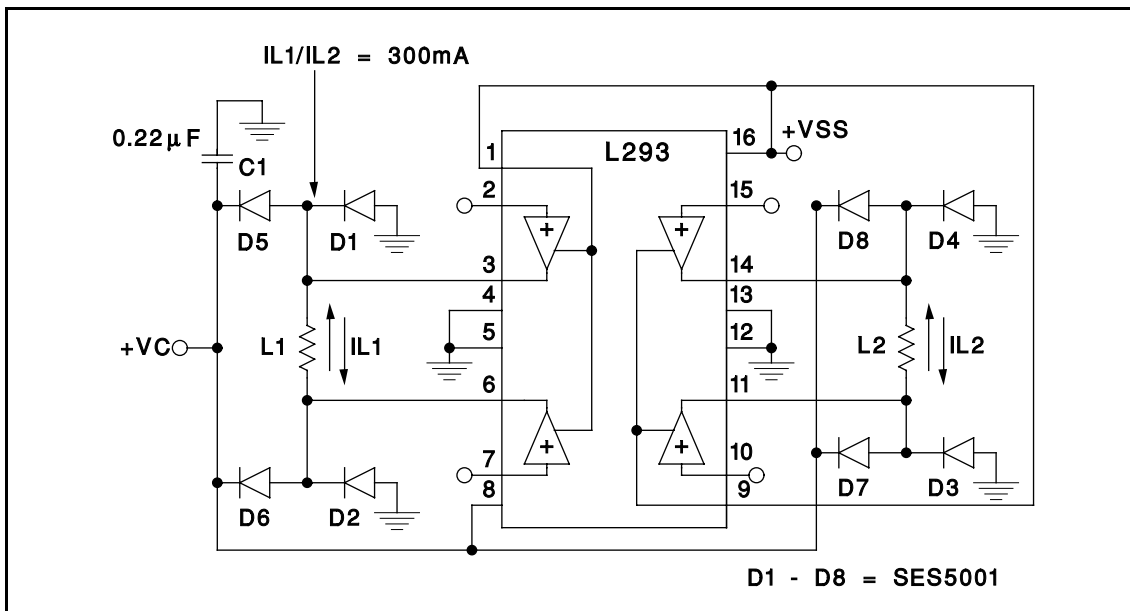 IL1/IL2 = 300mA
0.22μF
C1
D5
D1
L1
IL1
+VC
D6
D2
L293
1
2
3
4
5
6
7
8
16
15
14
13
12
11
10
9
+
+
+
+
+VSS
D8
D4
L2
IL2
D7
D3
D1 - D8 = SES5001